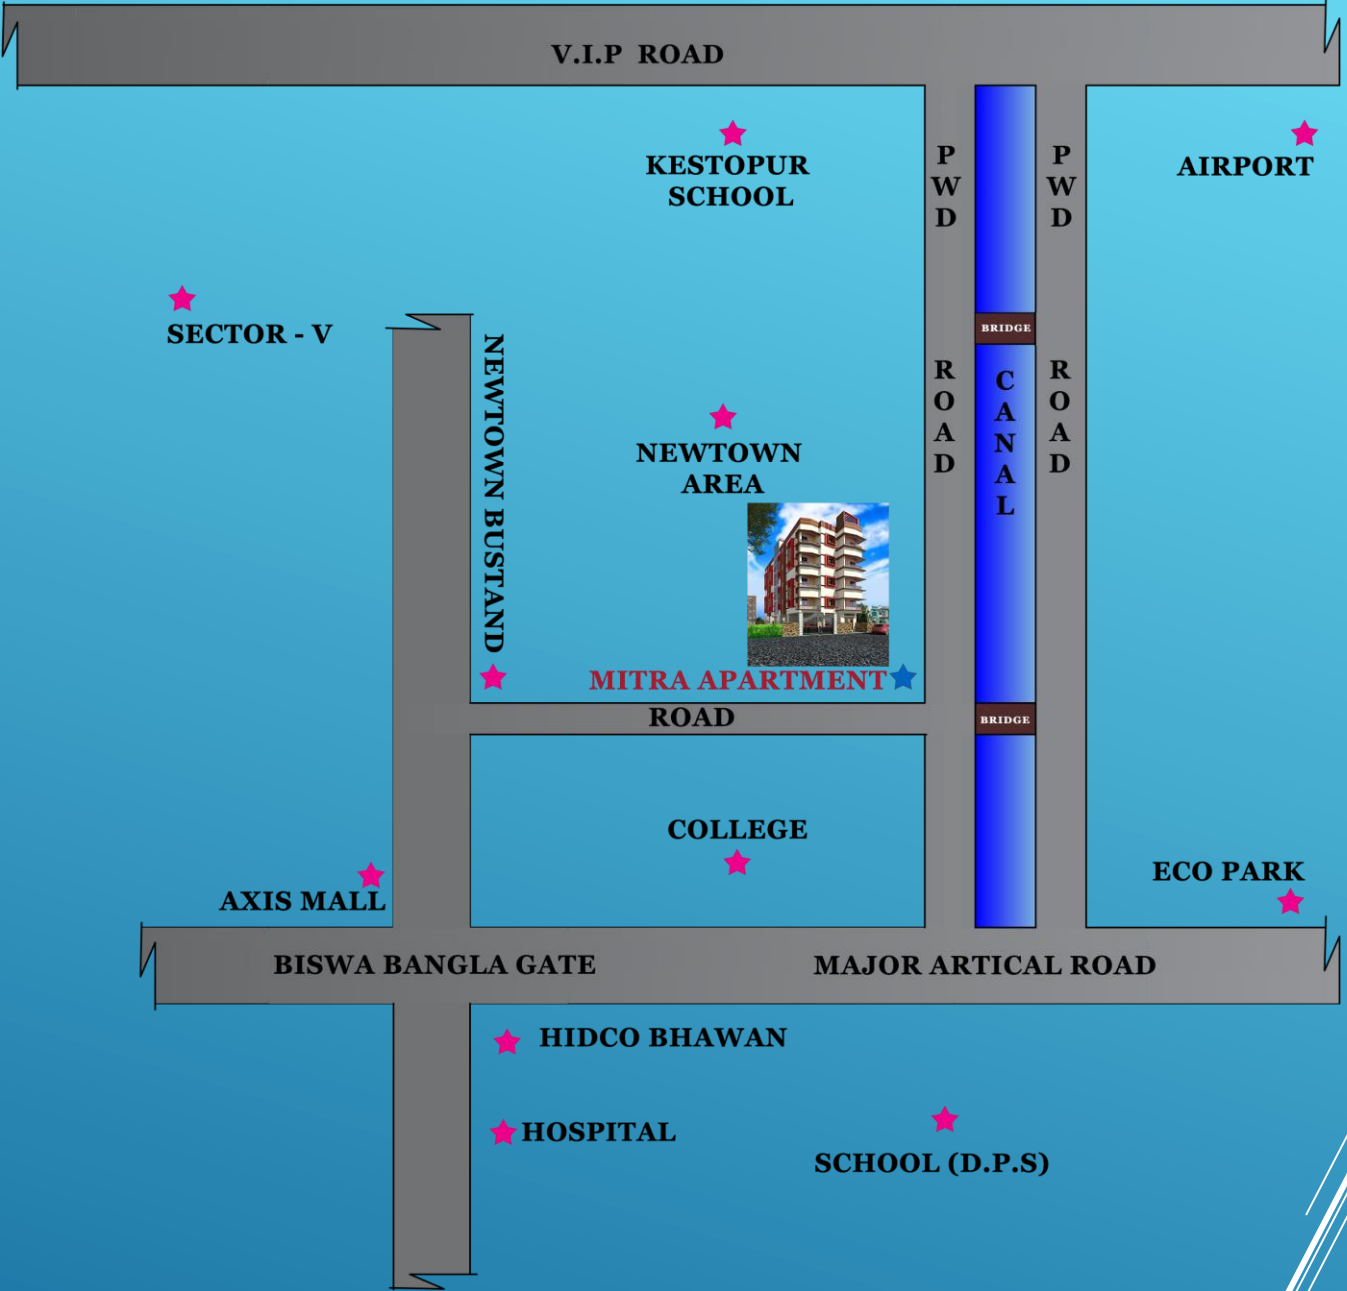 V.I.P ROAD
KESTOPUR
SCHOOL
PWD
PWD
AIRPORT
SECTOR - V
BRIDGE
NEWTOWN BUSTAND
ROAD
CANAL
ROAD
NEWTOWN
AREA
MITRA APARTMENT
ROAD
BRIDGE
COLLEGE
AXIS MALL
ECO PARK
BISWA BANGLA GATE
MAJOR ARTICAL ROAD
HIDCO BHAWAN
HOSPITAL
SCHOOL (D.P.S)